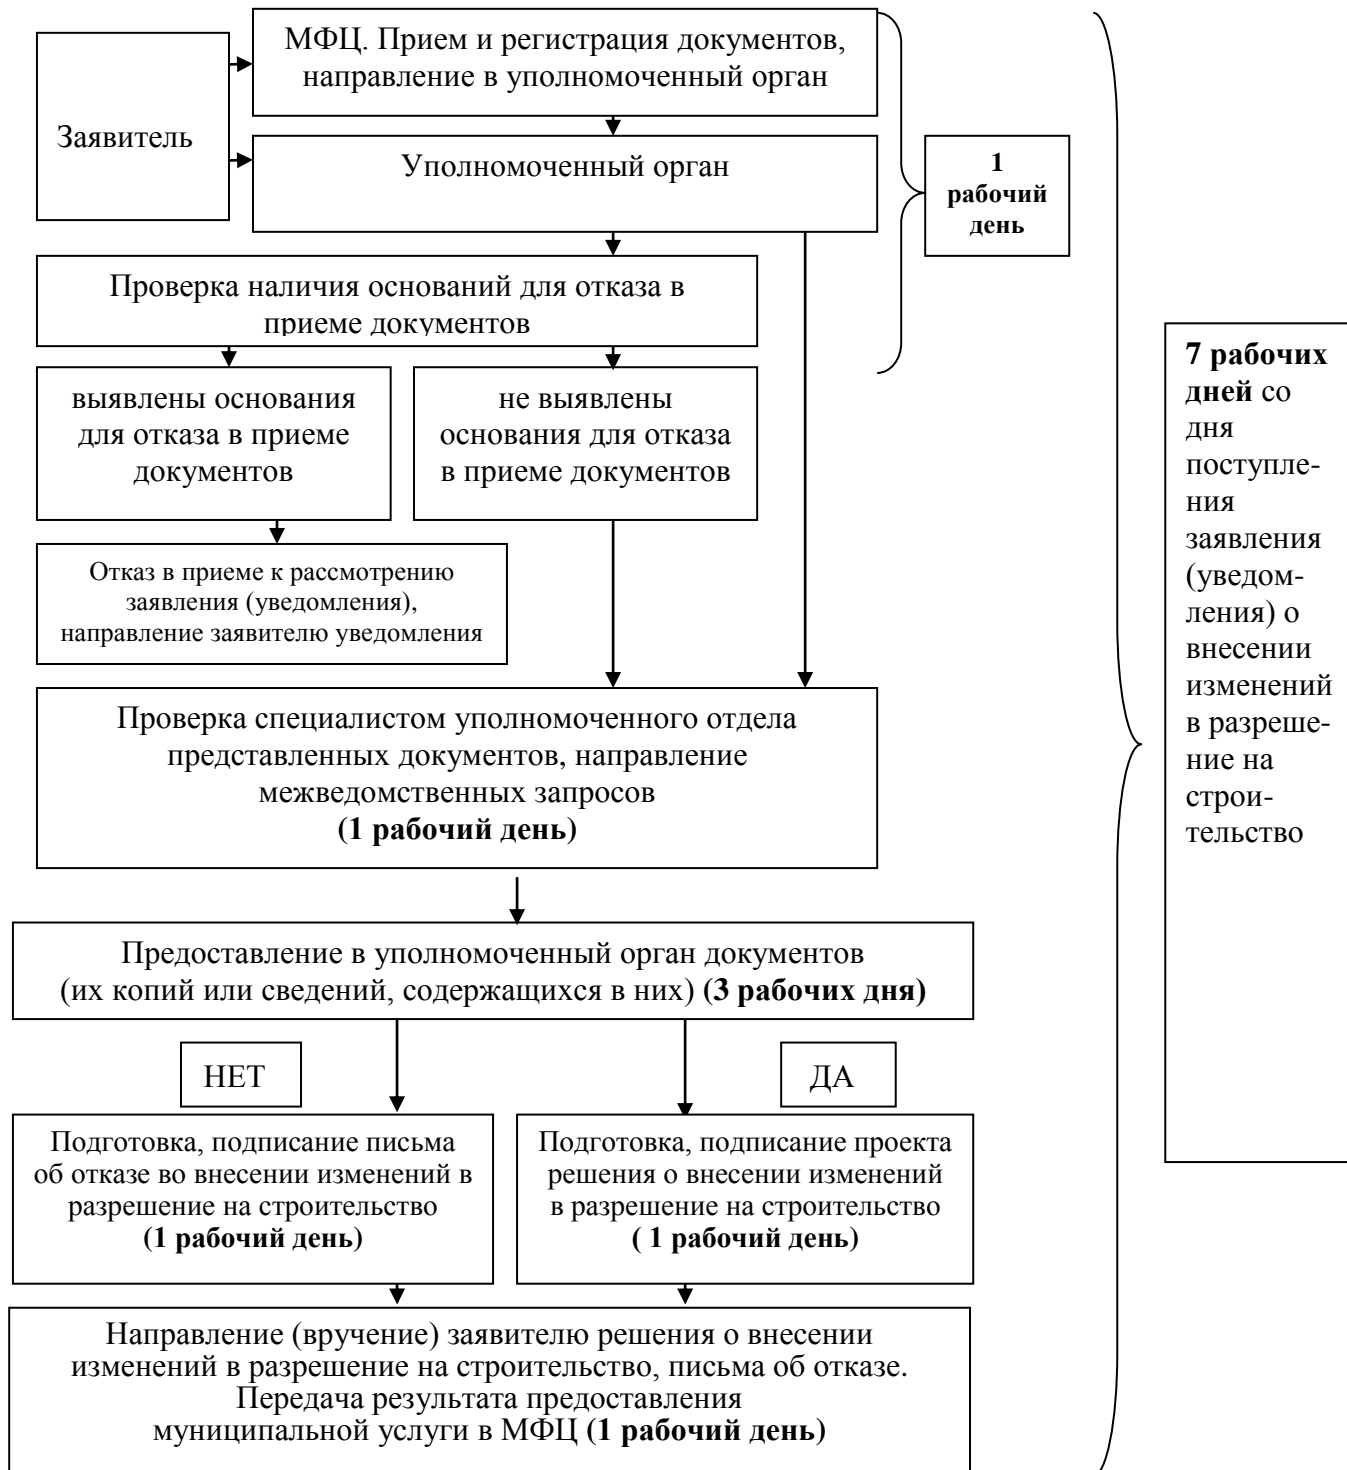 МФЦ. Прием и регистрация документов,
направление в уполномоченный орган
Заявитель
Уполномоченный орган
1
рабочий
день
Проверка наличия оснований для отказа в
приеме документов
выявлены основания
для отказа в приеме
документов
не выявлены
основания для отказа
в приеме документов
Отказ в приеме к рассмотрению
заявления (уведомления),
направление заявителю уведомления
Проверка специалистом уполномоченного отдела
представленных документов, направление
межведомственных запросов
(1 рабочий день)
Предоставление в уполномоченный орган документов
(их копий или сведений, содержащихся в них) (3 рабочих дня)
НЕТ
ДА
Подготовка, подписание письма
об отказе во внесении изменений в
разрешение на строительство
(1 рабочий день)
Подготовка, подписание проекта
решения о внесении изменений
в разрешение на строительство
( 1 рабочий день)
Направление (вручение) заявителю решения о внесении
изменений в разрешение на строительство, письма об отказе.
Передача результата предоставления
муниципальной услуги в МФЦ (1 рабочий день)
7 рабочих
дней со
дня
поступле-
ния
заявления
(уведом-
ления) о
внесении
изменений
в разреше-
ние на
строи-
тельство